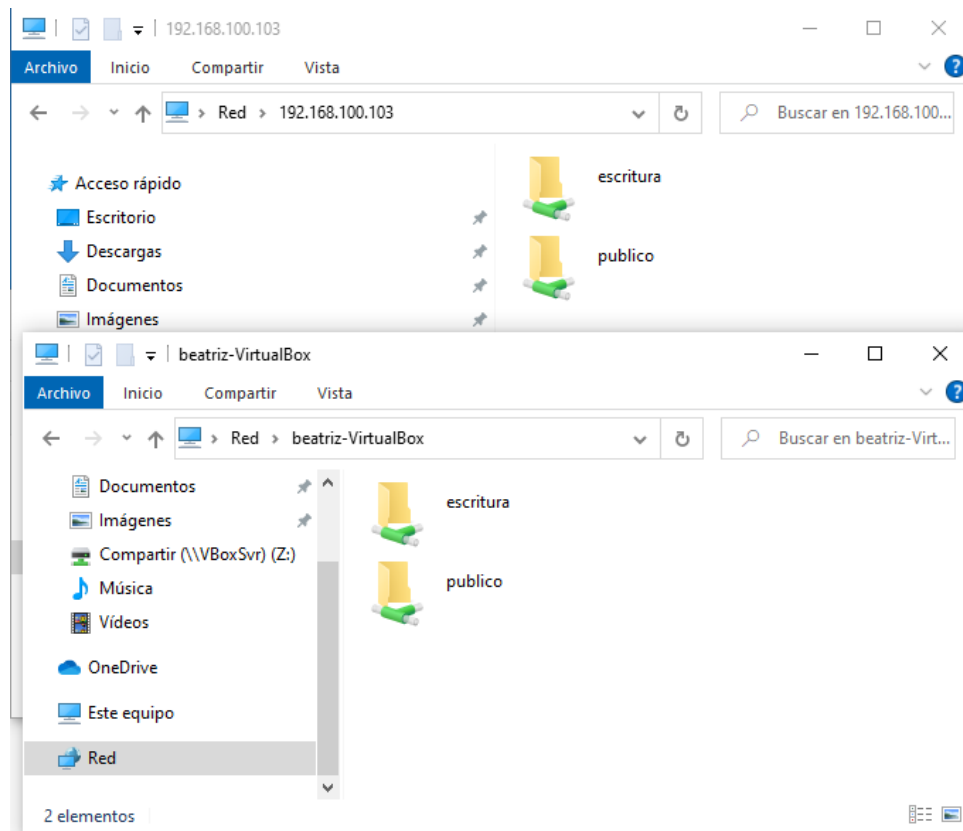 192.168.100.103
Archivo Inicio Compartir Vista
Red > 192.168.100.103 Buscar en 192.168.100...
Acceso rápido
Escritorio
Descargas
Documentos
Imágenes
escritura
publico
beatriz-VirtualBox
Archivo Inicio Compartir Vista
Red > beatriz-VirtualBox Buscar en beatriz-Virt...
Documentos
Imágenes
Compartir (\\VBoxSvr) (Z:)
Música
Vídeos
OneDrive
Este equipo
Red
escritura
publico
2 elementos